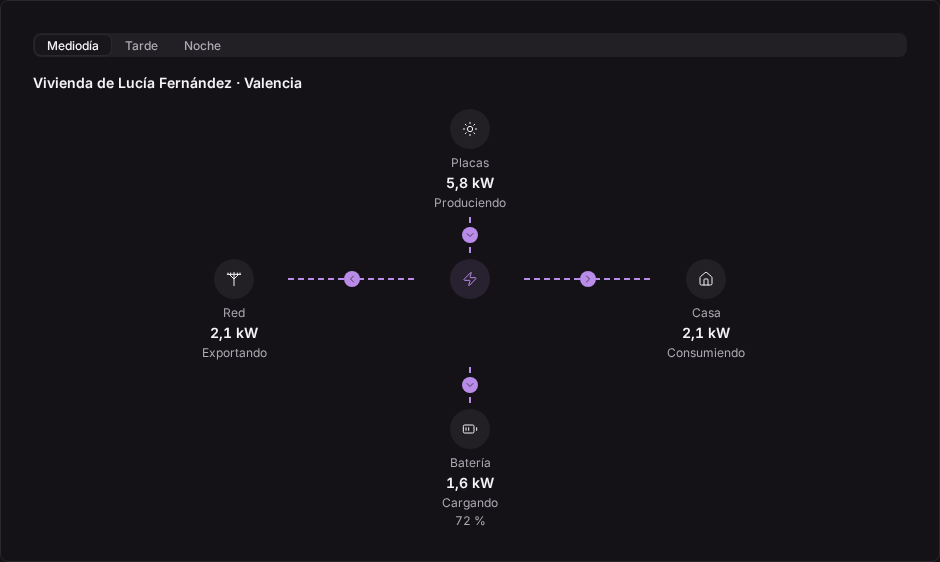 Mediodía Tarde Noche
Vivienda de Lucía Fernández · Valencia
Placas
5,8 kW
Produciendo
Red
2,1 kW
Exportando
Casa
2,1 kW
Consumiendo
Batería
1,6 kW
Cargando
72 %